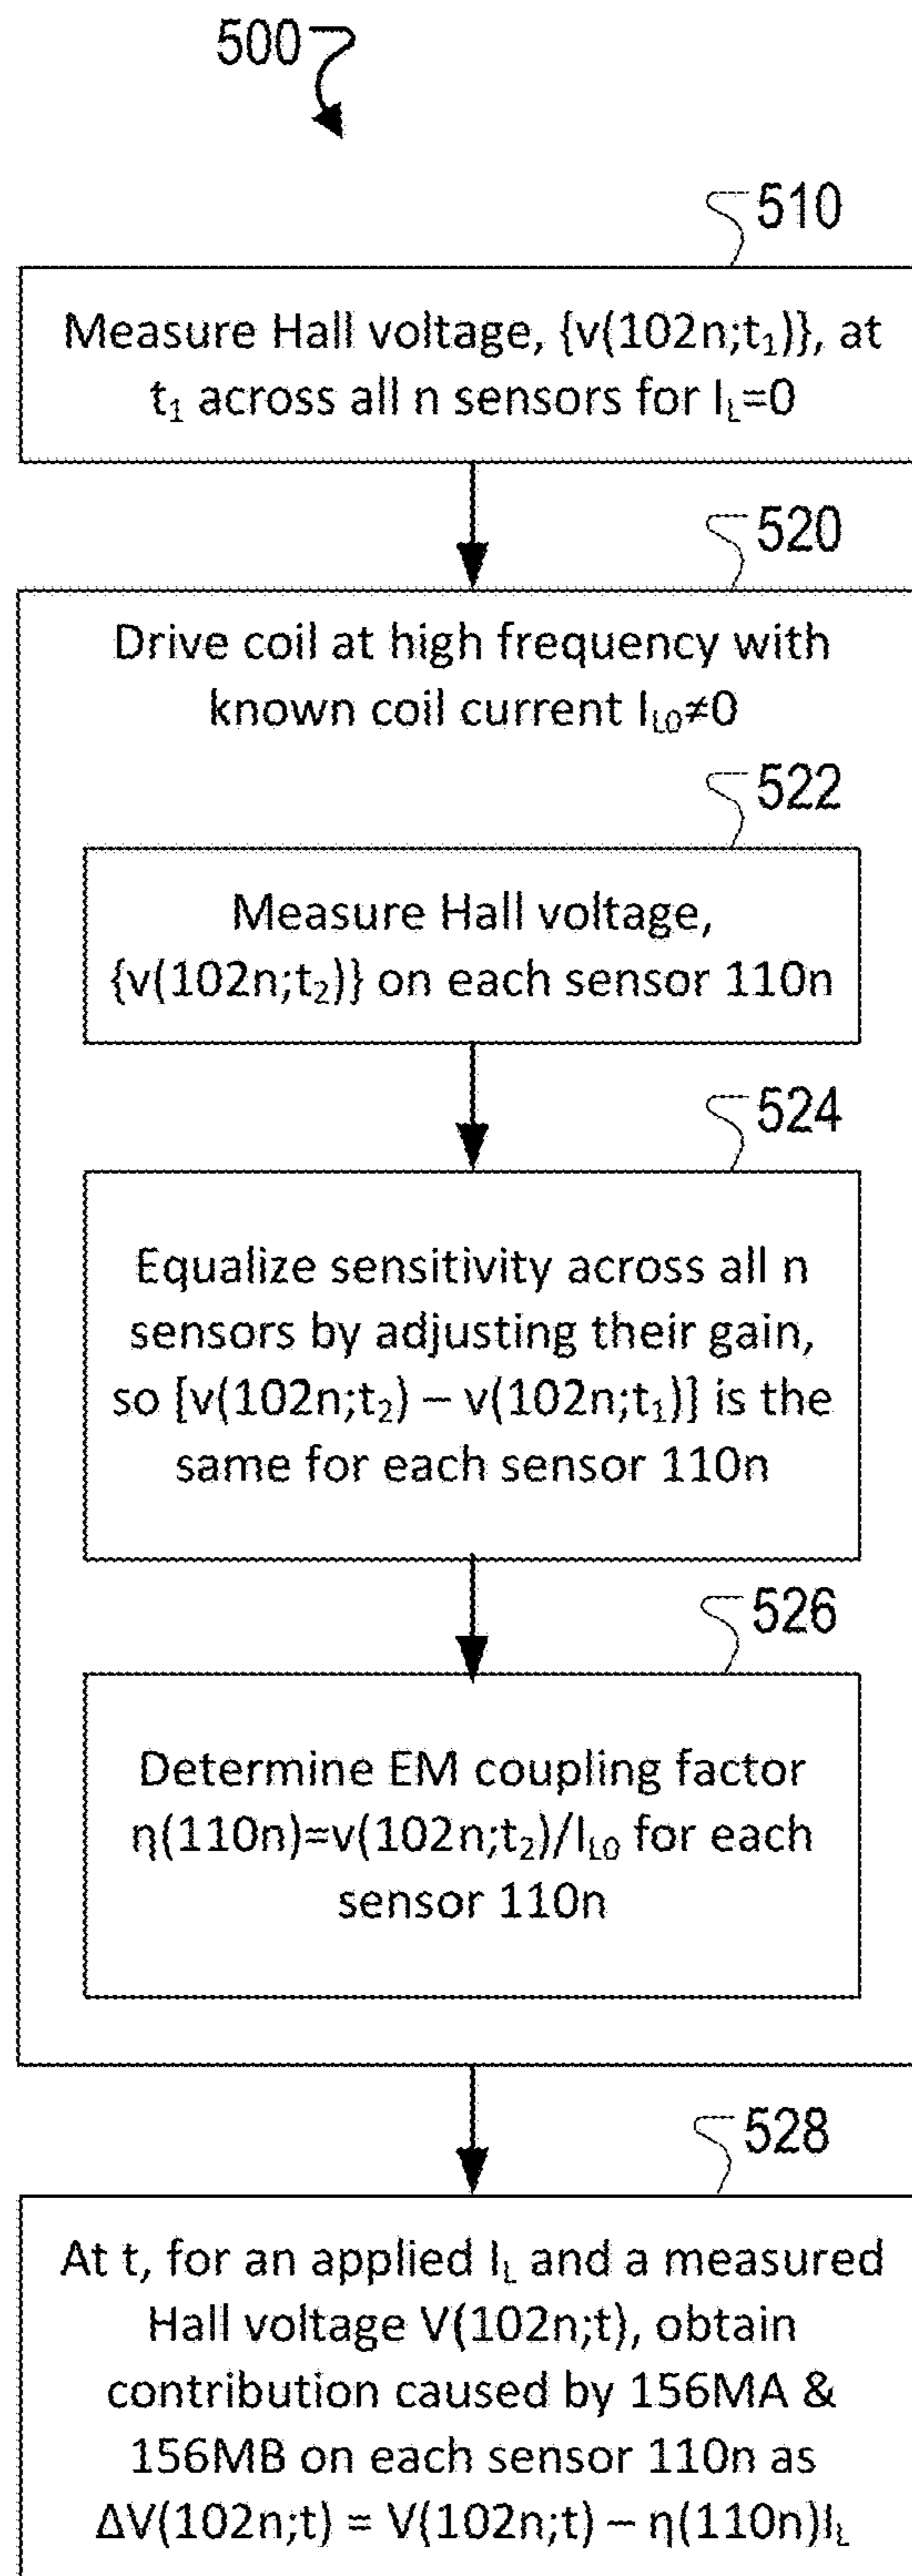 500
510
Measure Hall voltage, {v(102n;t₁)}, at
t₁ across all n sensors for I_L=0
520
Drive coil at high frequency with
known coil current I_L0≠0
522
Measure Hall voltage,
{v(102n;t₂)} on each sensor 110n
524
Equalize sensitivity across all n
sensors by adjusting their gain,
so [v(102n;t₂) – v(102n;t₁)] is the
same for each sensor 110n
526
Determine EM coupling factor
η(110n)=v(102n;t₂)/I_L0 for each
sensor 110n
528
At t, for an applied I_L and a measured
Hall voltage V(102n;t), obtain
contribution caused by 156MA &
156MB on each sensor 110n as
ΔV(102n;t) = V(102n;t) – η(110n)I_L